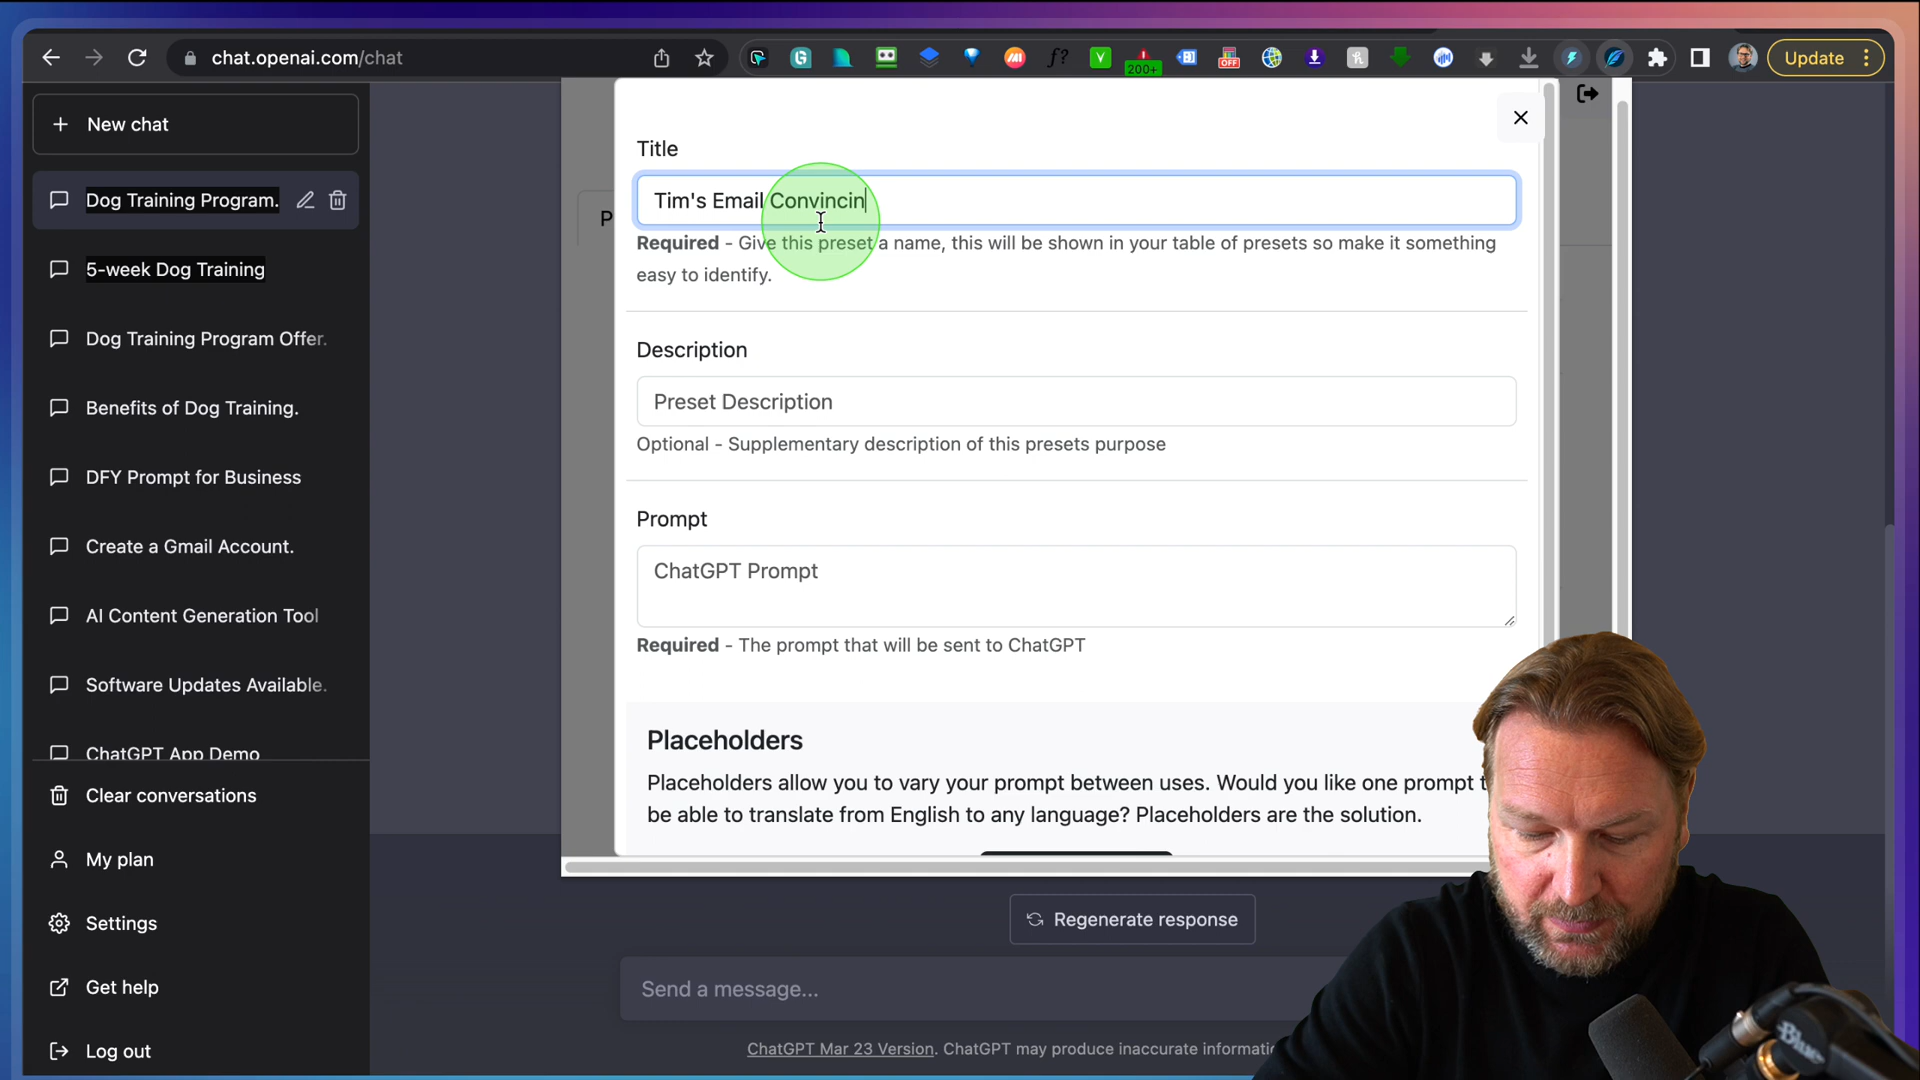 chat.openai.com/chat
200+
OFF
Update
New chat
Dog Training Program.
5-week Dog Training
Dog Training Program Offer.
Benefits of Dog Training.
DFY Prompt for Business
Create a Gmail Account.
AI Content Generation Tool
Software Updates Available.
ChatGPT App Demo
Clear conversations
My plan
Settings
Get help
Log out
P
Title
Tim's Email Convincin
Required - Give this preset a name, this will be shown in your table of presets so make it something
easy to identify.
Description
Preset Description
Optional - Supplementary description of this presets purpose
Prompt
ChatGPT Prompt
Required - The prompt that will be sent to ChatGPT
Placeholders
Placeholders allow you to vary your prompt between uses. Would you like one prompt t
be able to translate from English to any language? Placeholders are the solution.
Regenerate response
Send a message...
ChatGPT Mar 23 Version. ChatGPT may produce inaccurate informati
Blue